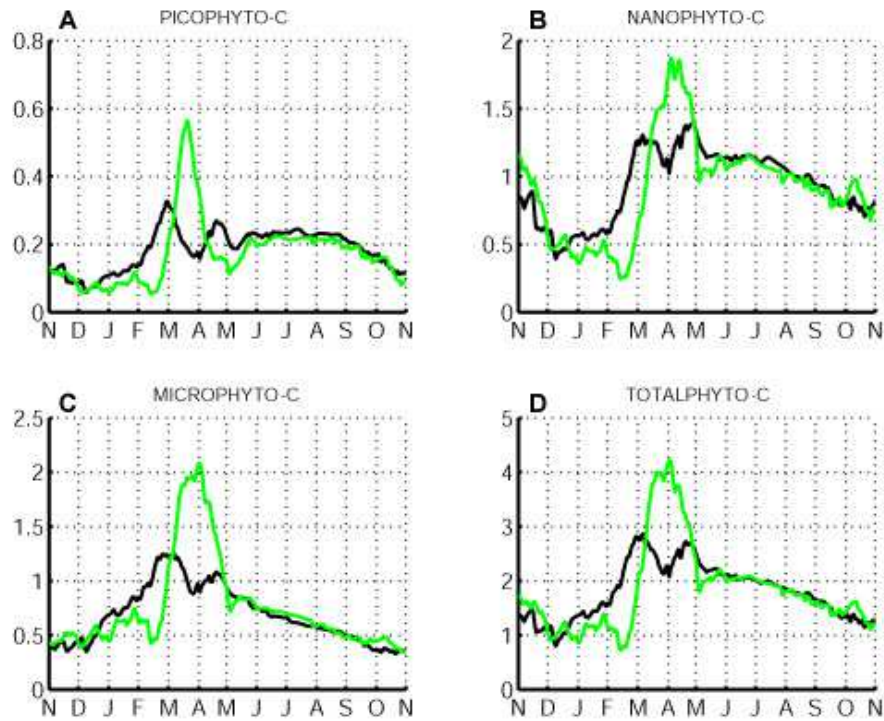 A PICOPHYTO-C
0.8
0.6
0.4
0.2
0
N D J F M A M J J A S O N
B NANOPHYTO-C
2
1.5
1
0.5
0
N D J F M A M J J A S O N
C MICROPHYTO-C
2.5
2
1.5
1
0.5
0
N D J F M A M J J A S O N
D TOTALPHYTO-C
5
4
3
2
1
0
N D J F M A M J J A S O N